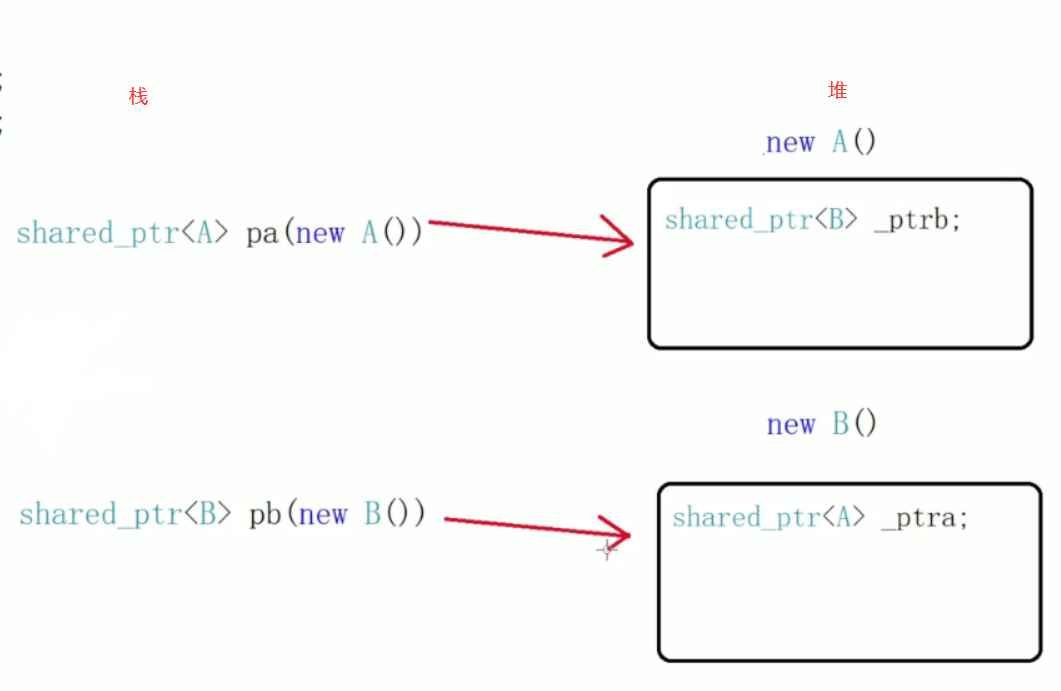 栈
堆
new A()
shared_ptr<A> pa(new A())
shared_ptr<B> _ptrb;
new B()
shared_ptr<B> pb(new B())
shared_ptr<A> _ptra;